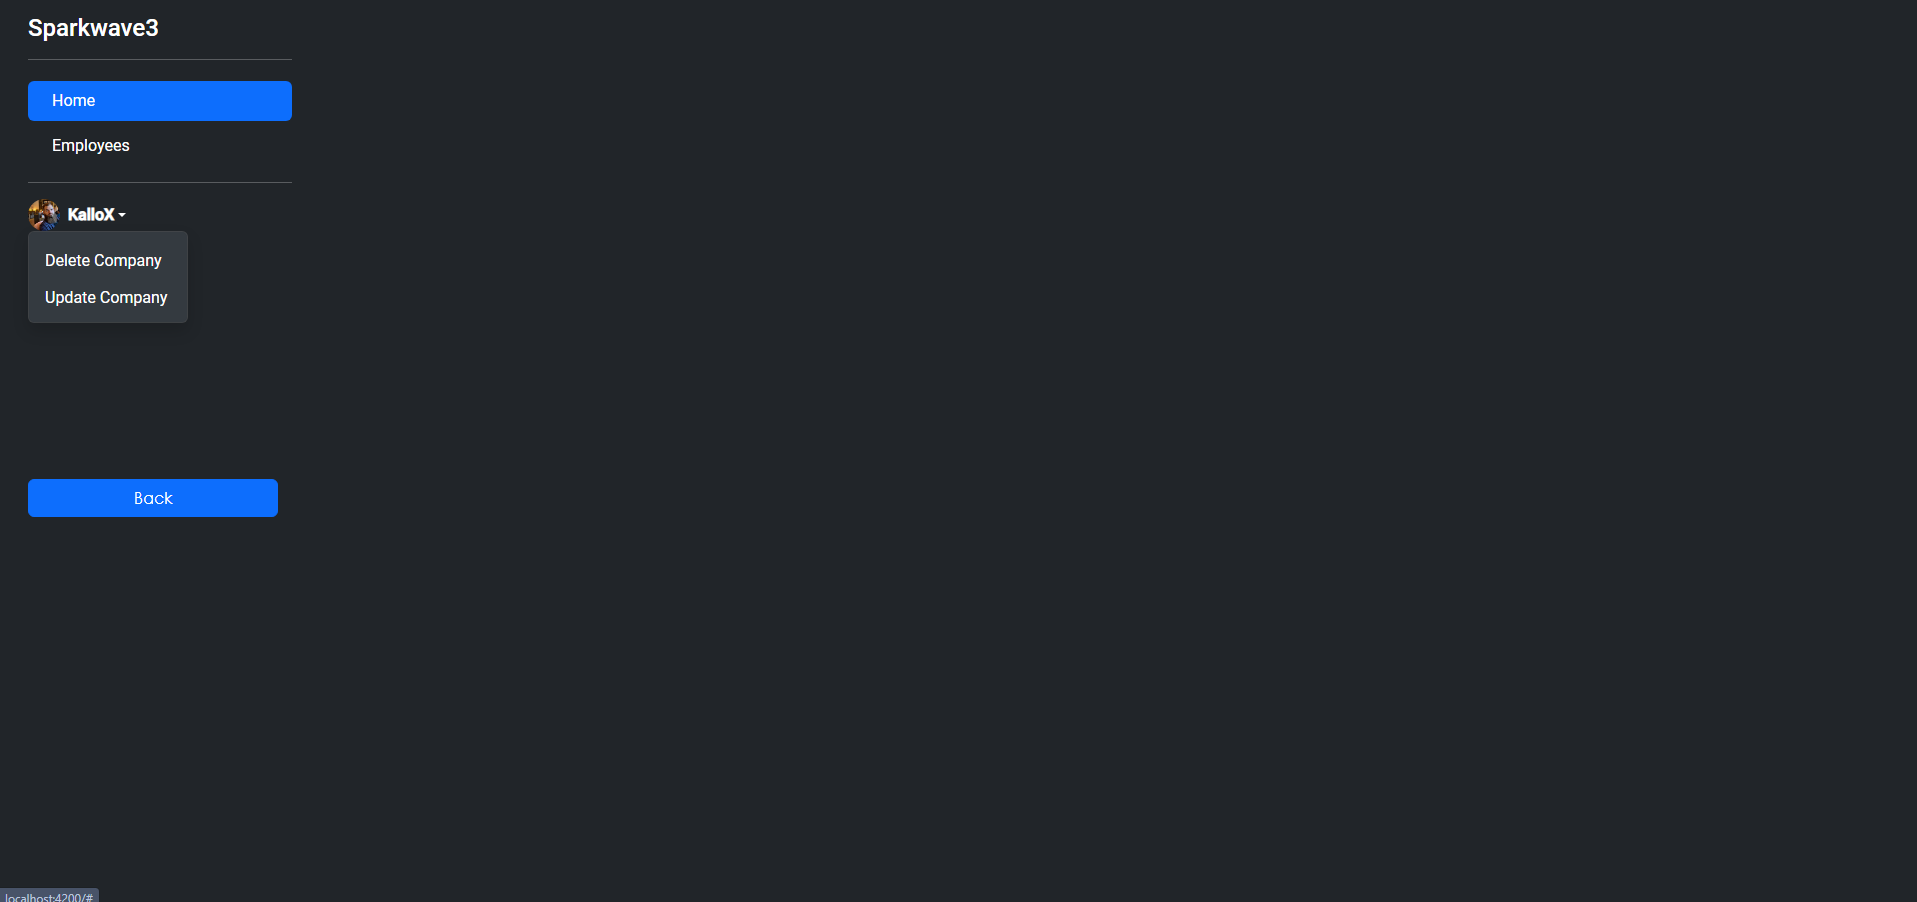 Sparkwave3
Home
Employees
KalloX
Delete Company
Update Company
Back
localhost:4200/#